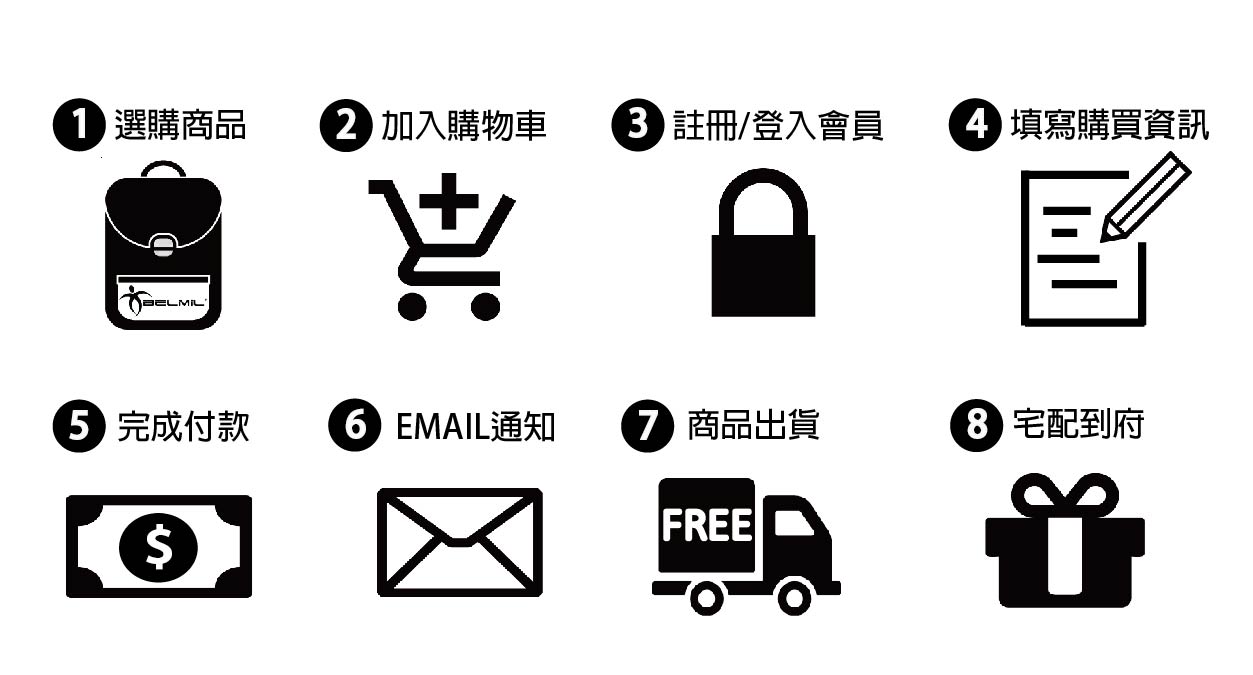 1 選購商品
2 加入購物車
3 註冊/登入會員
4 填寫購買資訊
BELMIL
5 完成付款
6 EMAIL通知
7 商品出貨
8 宅配到府
$
FREE